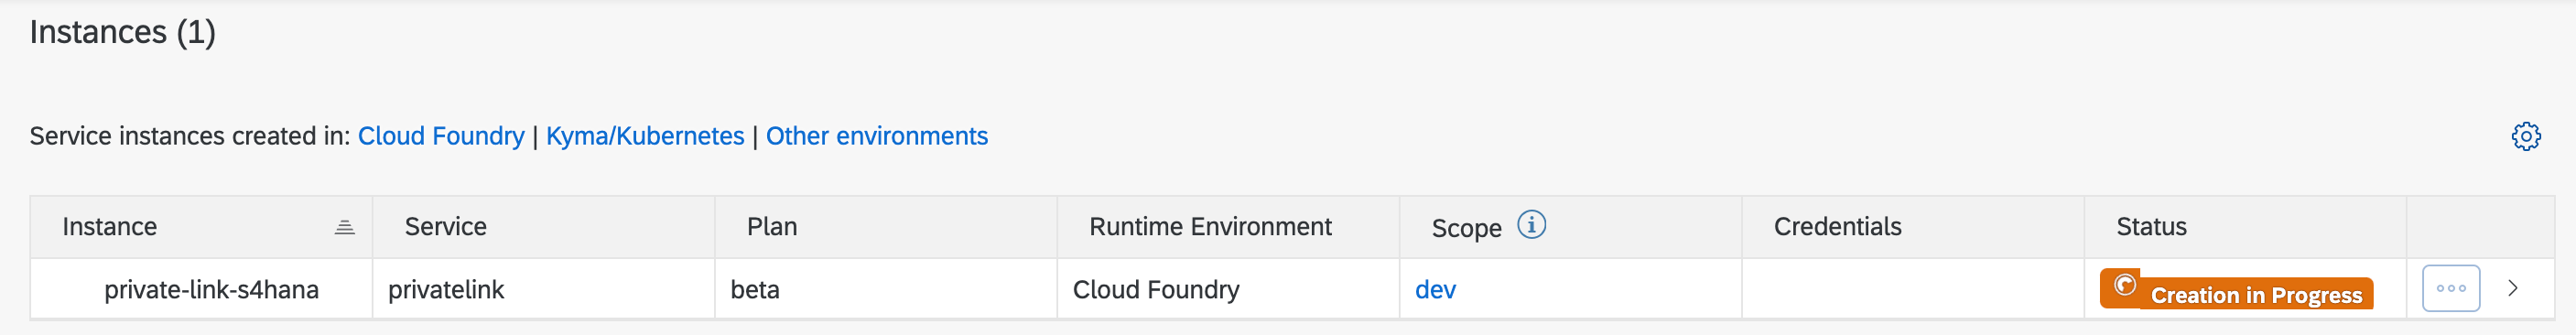 Instances (1)
Service instances created in: Cloud Foundry | Kyma/Kubernetes | Other environments
Instance Service Plan Runtime Environment Scope Credentials Status
private-link-s4hana privatelink beta Cloud Foundry dev Creation in Progress